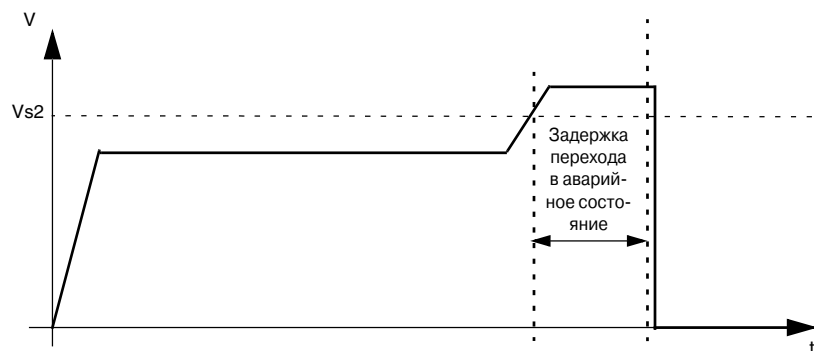 V
Vs2
Задержка
перехода
в аварий-
ное состо-
яние
t